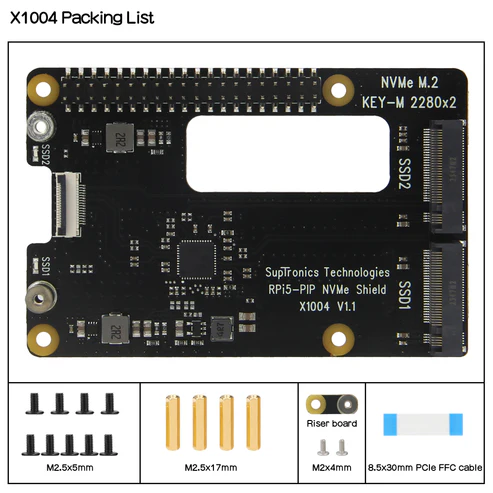 X1004 Packing List
NVMe M.2
KEY-M 2280x2
SSD2
2R2
SSD2
SSD1
SupTronics Technologies
RPi5-PIP NVMe Shield
X1004 V1.1
SSD1
2R2
M2.5x5mm
M2.5x17mm
Riser board
M2x4mm
8.5x30mm PCIe FFC cable